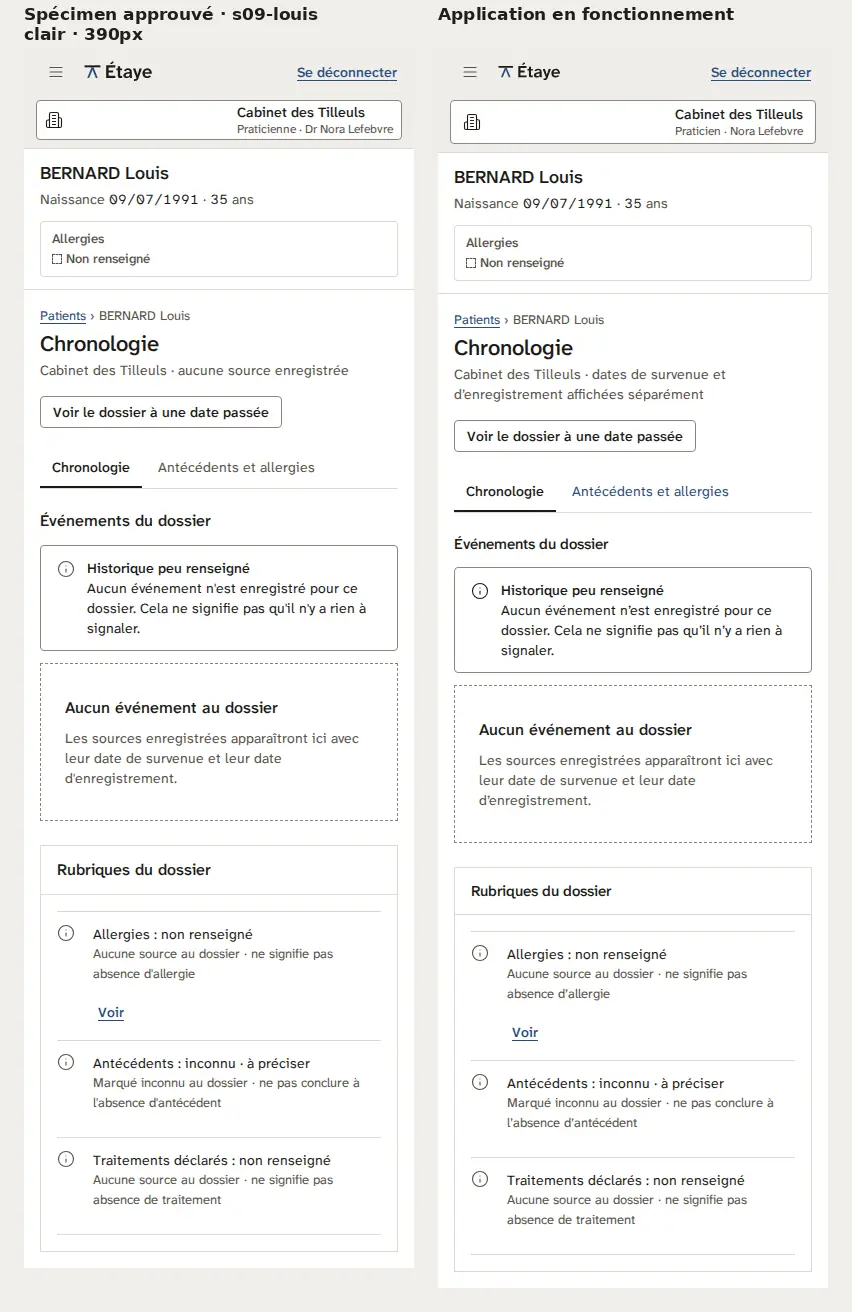 Spécimen approuvé · s09-louis
clair · 390px
Étaye
Se déconnecter
Cabinet des Tilleuls
Praticienne · Dr Nora Lefebvre
BERNARD Louis
Naissance 09/07/1991 · 35 ans
Allergies
Non renseigné
Patients › BERNARD Louis
Chronologie
Cabinet des Tilleuls · aucune source enregistrée
Voir le dossier à une date passée
Chronologie
Antécédents et allergies
Événements du dossier
Historique peu renseigné
Aucun événement n'est enregistré pour ce
dossier. Cela ne signifie pas qu'il n'y a rien à
signaler.
Aucun événement au dossier
Les sources enregistrées apparaîtront ici avec
leur date de survenue et leur date
d'enregistrement.
Rubriques du dossier
Allergies : non renseigné
Aucune source au dossier · ne signifie pas
absence d'allergie
Voir
Antécédents : inconnu · à préciser
Marqué inconnu au dossier · ne pas conclure à
l'absence d'antécédent
Traitements déclarés : non renseigné
Aucune source au dossier · ne signifie pas
absence de traitement
Application en fonctionnement
Étaye
Se déconnecter
Cabinet des Tilleuls
Praticien · Nora Lefebvre
BERNARD Louis
Naissance 09/07/1991 · 35 ans
Allergies
Non renseigné
Patients › BERNARD Louis
Chronologie
Cabinet des Tilleuls · dates de survenue et
d’enregistrement affichées séparément
Voir le dossier à une date passée
Chronologie
Antécédents et allergies
Événements du dossier
Historique peu renseigné
Aucun événement n’est enregistré pour ce
dossier. Cela ne signifie pas qu’il n’y a rien à
signaler.
Aucun événement au dossier
Les sources enregistrées apparaîtront ici avec
leur date de survenue et leur date
d’enregistrement.
Rubriques du dossier
Allergies : non renseigné
Aucune source au dossier · ne signifie pas
absence d’allergie
Voir
Antécédents : inconnu · à préciser
Marqué inconnu au dossier · ne pas conclure à
l’absence d’antécédent
Traitements déclarés : non renseigné
Aucune source au dossier · ne signifie pas
absence de traitement